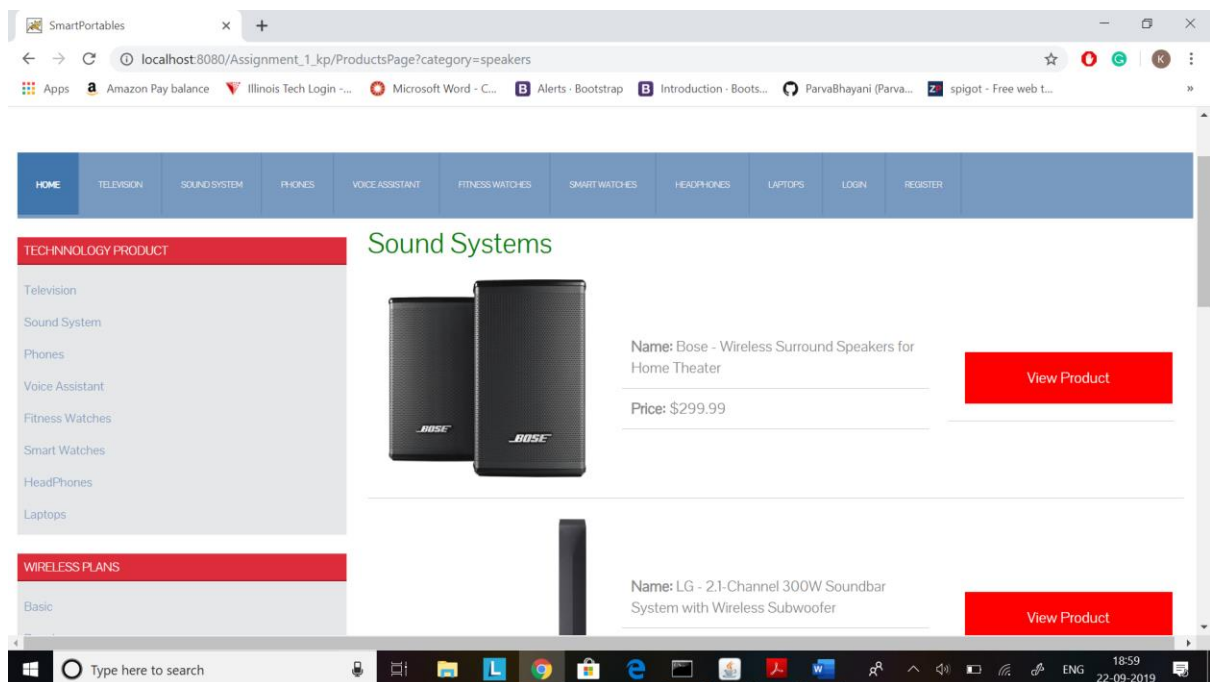 SmartPortables
localhost:8080/Assignment_1_kp/ProductsPage?category=speakers
K
Apps
Amazon Pay balance
Illinois Tech Login -...
Microsoft Word - C...
Alerts · Bootstrap
Introduction · Boots...
ParvaBhayani (Parva...
spigot - Free web t...
»
HOME
TELEVISION
SOUND SYSTEM
PHONES
VOICE ASSISTANT
FITNESS WATCHES
SMART WATCHES
HEADPHONES
LAPTOPS
LOGIN
REGISTER
TECHNNOLOGY PRODUCT
Television
Sound System
Phones
Voice Assistant
Fitness Watches
Smart Watches
HeadPhones
Laptops
WIRELESS PLANS
Basic
Sound Systems
BOSE
BOSE
Name: Bose - Wireless Surround Speakers for
Home Theater
Price: $299.99
View Product
Name: LG - 2.1-Channel 300W Soundbar
System with Wireless Subwoofer
View Product
Type here to search
ENG
18:59
22-09-2019